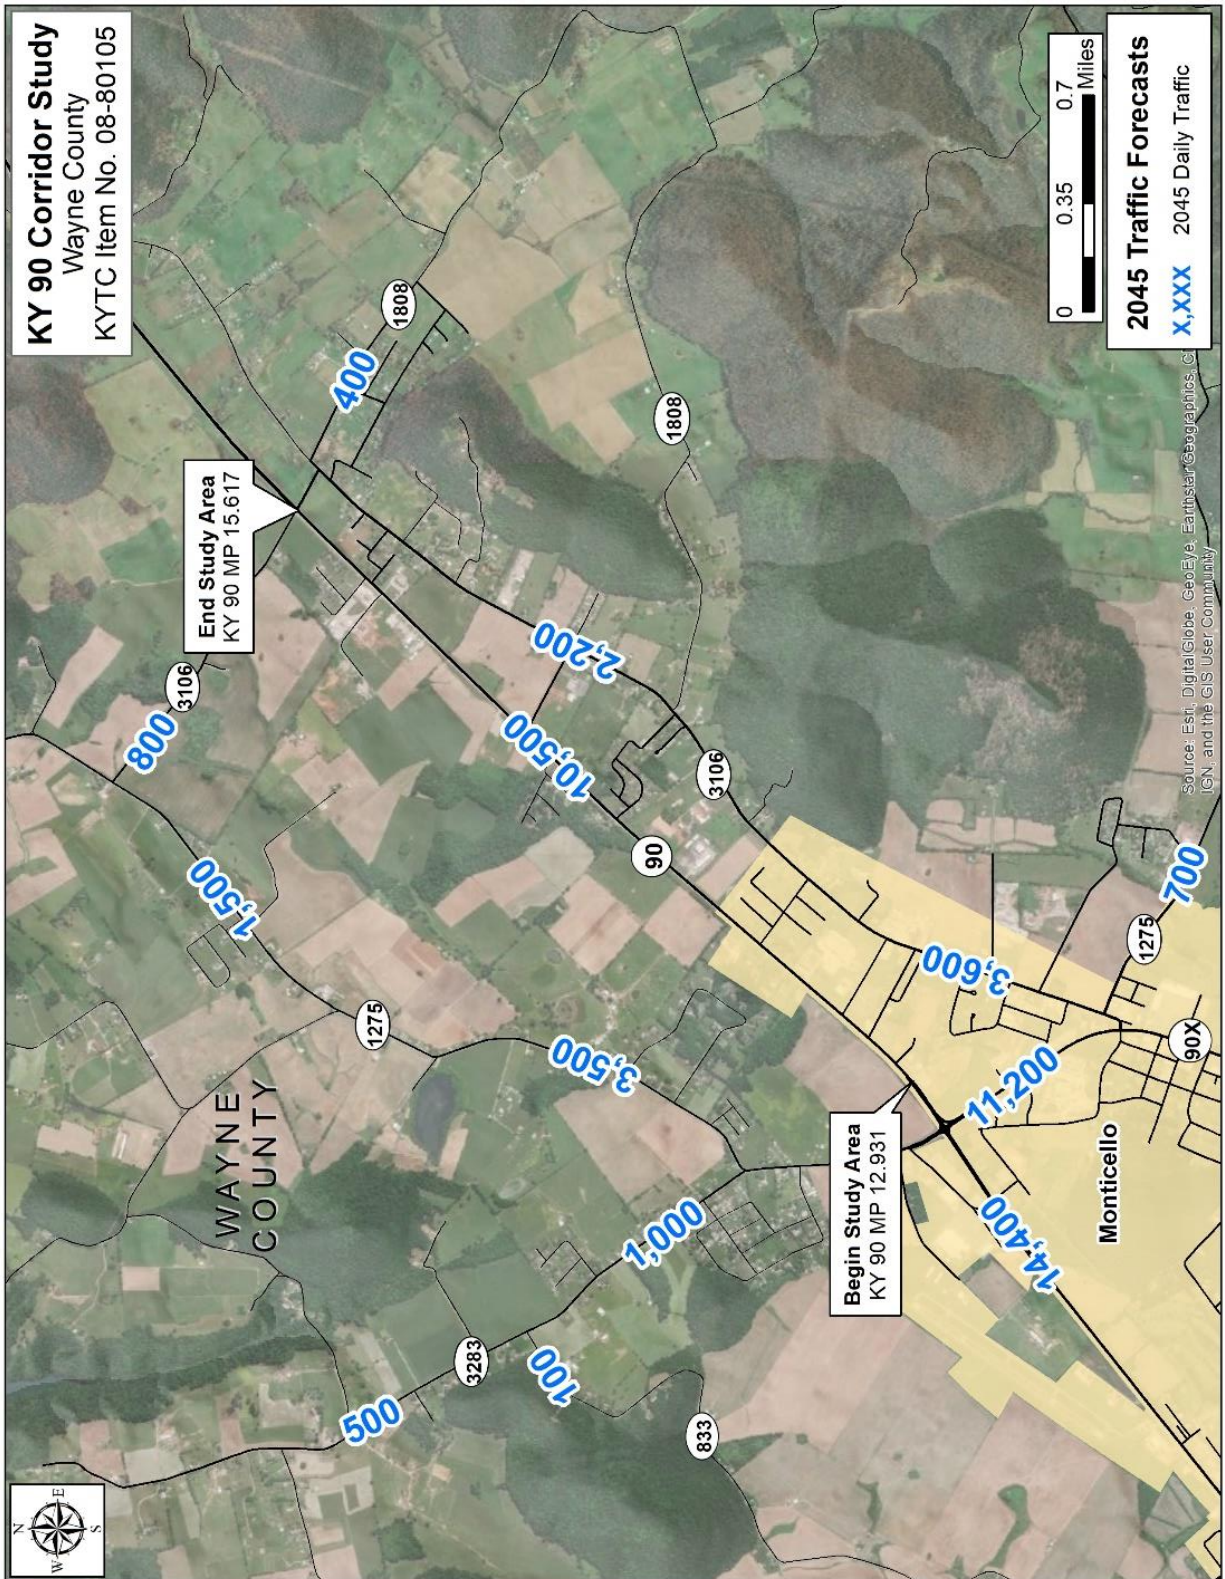 KY 90 Corridor Study
Wayne County
KYTC Item No. 08-80105
N
W
E
S
End Study Area
KY 90 MP 15.617
3106
800
1808
400
1,500
2,200
10,500
1808
1275
3106
90
WAYNE
COUNTY
3,500
3,600
1,000
500
3283
100
833
Begin Study Area
KY 90 MP 12.931
11,200
14,400
Monticello
700
1275
90X
0
0.35
0.7
Miles
2045 Traffic Forecasts
X,XXX 2045 Daily Traffic
Source: Esri, DigitalGlobe, GeoEye, Earthstar Geographics,
IGN, and the GIS User Community